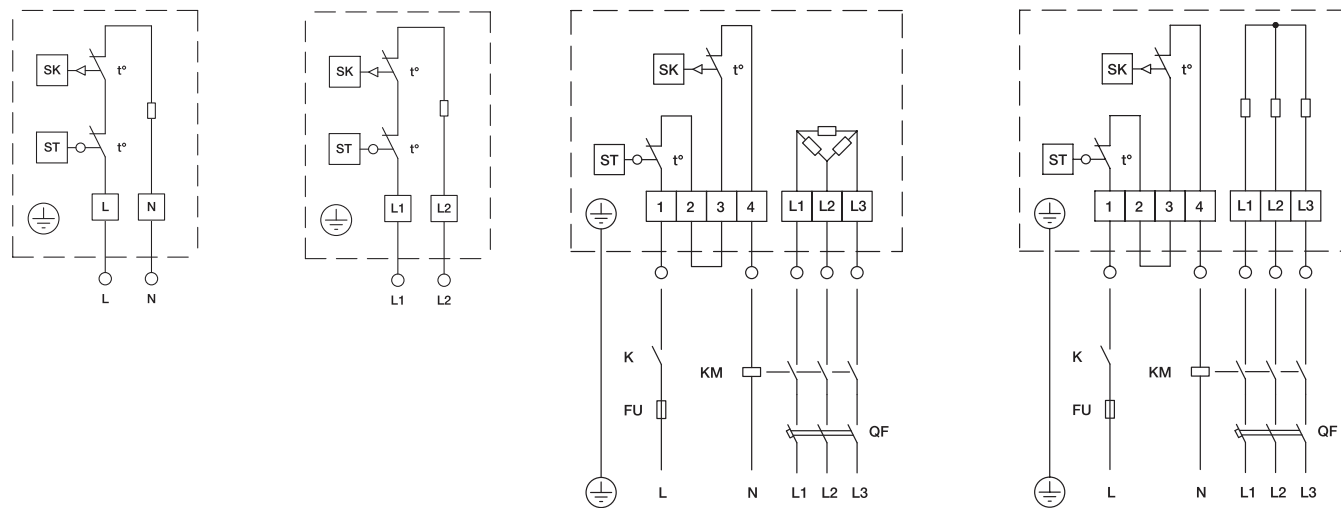 SK t°
ST t°
L N
L N
SK t°
ST t°
L1 L2
L1 L2
SK t°
ST t°
1 2 3 4 L1 L2 L3
K
KM
FU
QF
L N L1 L2 L3
SK t°
ST t°
1 2 3 4 L1 L2 L3
K
KM
FU
QF
L N L1 L2 L3